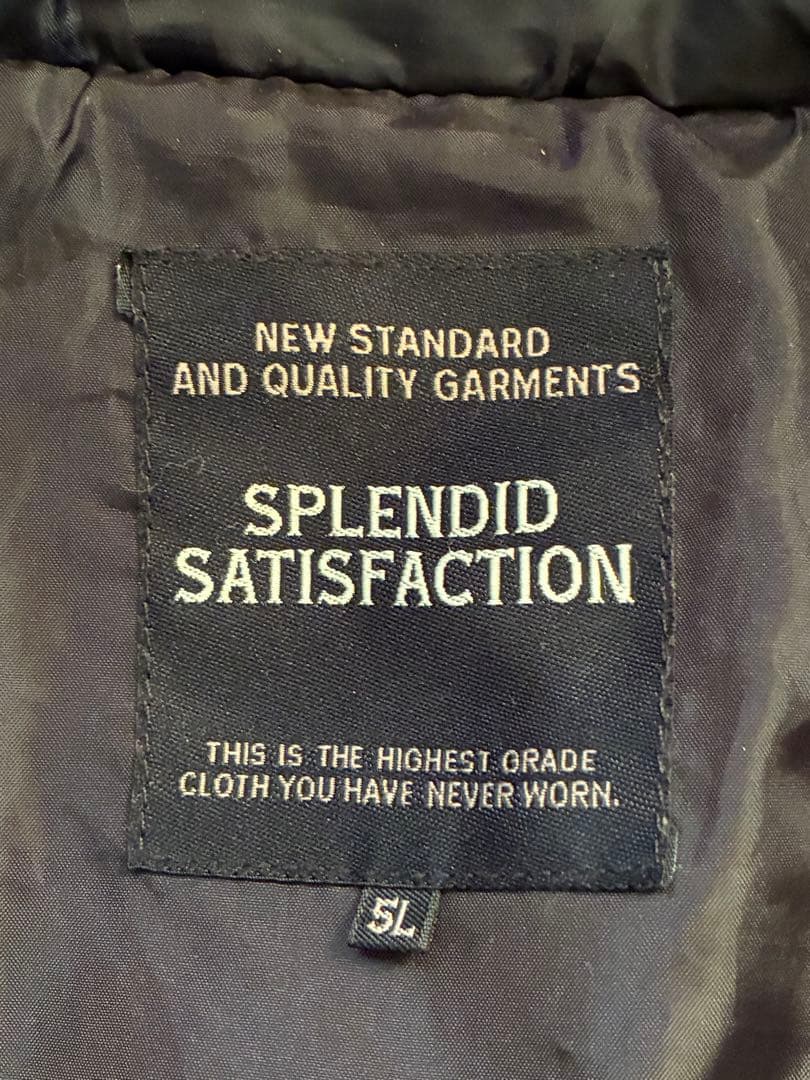 NEW STANDARD
AND QUALITY GARMENTS
SPLENDID
SATISFACTION
THIS IS THE HIGHEST GRADE
CLOTH YOU HAVE NEVER WORN.
5L